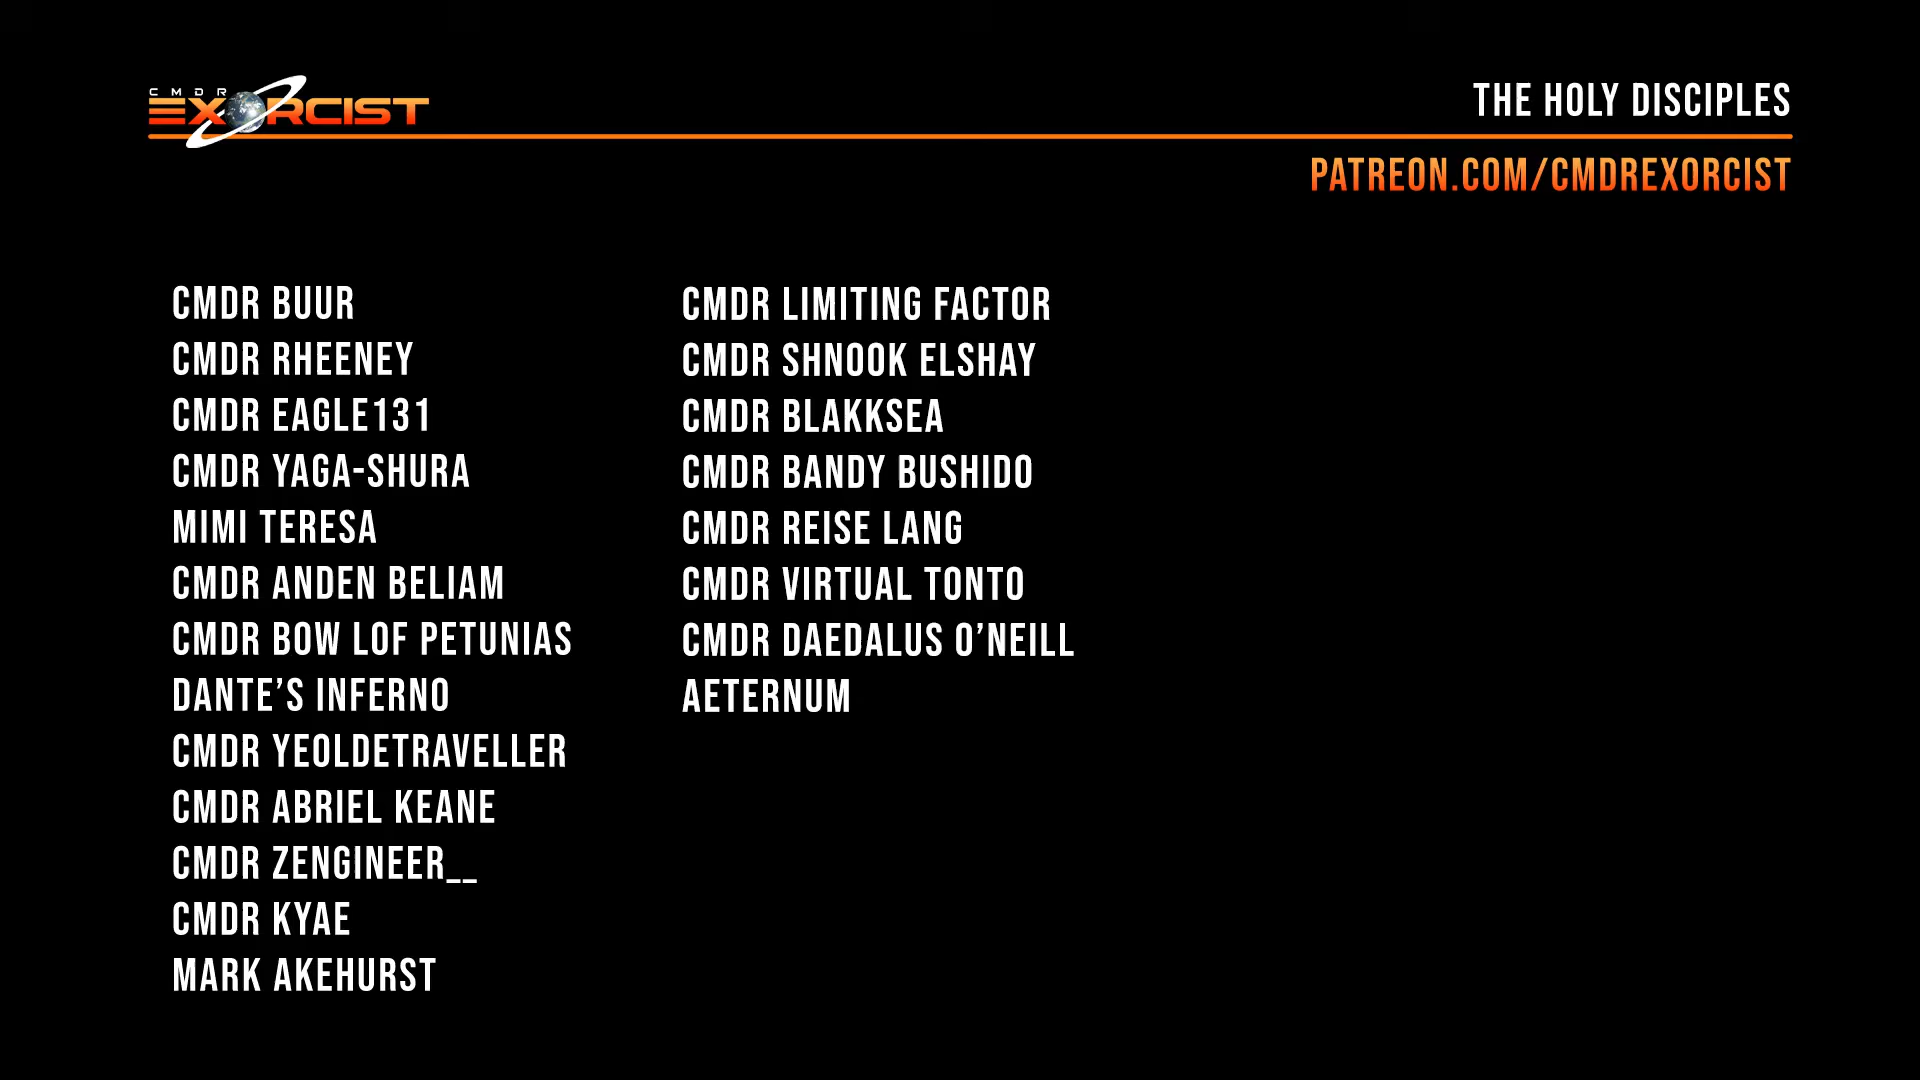 CMDR
EXORCIST
THE HOLY DISCIPLES
PATREON.COM/CMDREXORCIST
CMDR BUUR
CMDR RHEENEY
CMDR EAGLE131
CMDR YAGA-SHURA
MIMI TERESA
CMDR ANDEN BELIAM
CMDR BOW LOF PETUNIAS
DANTE’S INFERNO
CMDR YEOLDETRAVELLER
CMDR ABRIEL KEANE
CMDR ZENGINEER__
CMDR KYAE
MARK AKEHURST
CMDR LIMITING FACTOR
CMDR SHNOOK ELSHAY
CMDR BLAKKSEA
CMDR BANDY BUSHIDO
CMDR REISE LANG
CMDR VIRTUAL TONTO
CMDR DAEDALUS O’NEILL
AETERNUM